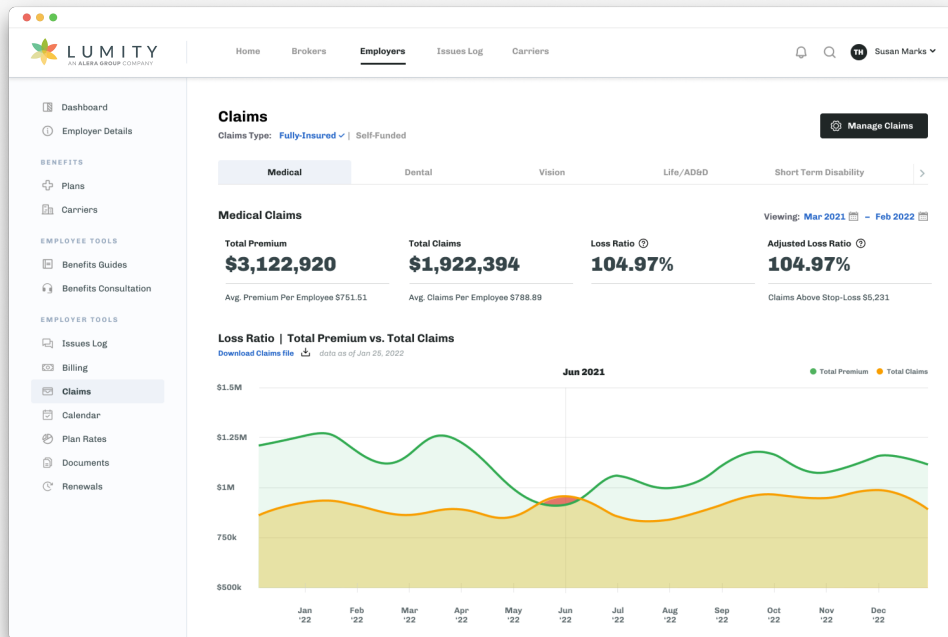 LUMITY
AN ALERA GROUP COMPANY
Home Brokers Employers Issues Log Carriers
TH Susan Marks
Dashboard
Employer Details
BENEFITS
Plans
Carriers
EMPLOYEE TOOLS
Benefits Guides
Benefits Consultation
EMPLOYER TOOLS
Issues Log
Billing
Claims
Calendar
Plan Rates
Documents
Renewals
Claims
Claims Type: Fully-Insured | Self-Funded
Manage Claims
Medical Dental Vision Life/AD&D Short Term Disability
Medical Claims
Viewing: Mar 2021 – Feb 2022
Total Premium Total Claims Loss Ratio ? Adjusted Loss Ratio ?
$3,122,920 $1,922,394 104.97% 104.97%
Avg. Premium Per Employee $751.51 Avg. Claims Per Employee $788.89 Claims Above Stop-Loss $5,231
Loss Ratio | Total Premium vs. Total Claims
Download Claims file data as of Jan 25, 2022
Jun 2021
Total Premium Total Claims
$1.5M
$1.25M
$1M
750k
$500k
Jan Feb Mar Apr May Jun Jul Aug Sep Oct Nov Dec
'22 '22 '22 '22 '22 '22 '22 '22 '22 '22 '22 '22